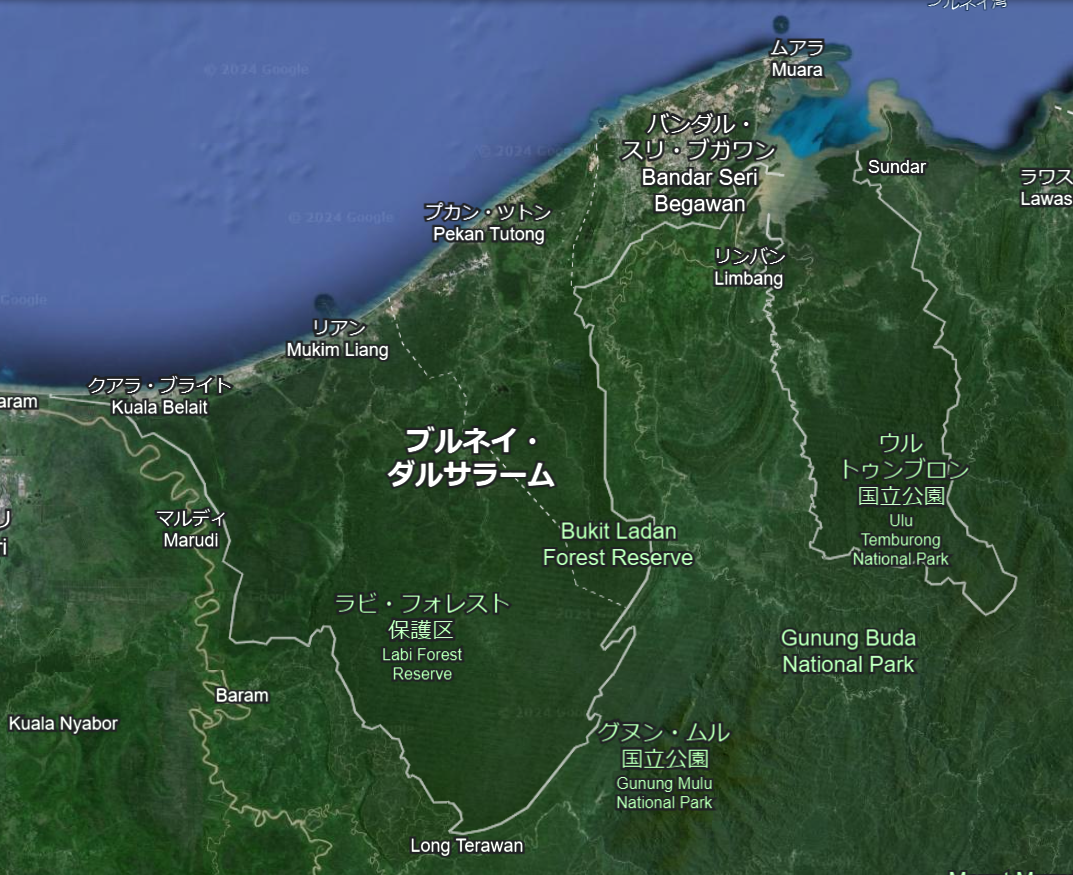 ブルネイ湾
© 2024 Google
ムアラ
Muara
バンダル・
スリ・ブガワン
Bandar Seri
Begawan
© 2024 Google
Sundar
ラワス
Lawas
プカン・ツトン
Pekan Tutong
© 2024 Google
リンバン
Limbang
Google
リアン
Mukim Liang
クアラ・ブライト
Kuala Belait
aram
ブルネイ・
ダルサラーム
ウル
トゥンブロン
国立公園
Ulu
Temburong
National Park
マルディ
Marudi
リ
ri
Bukit Ladan
Forest Reserve
ラビ・フォレスト
保護区
Labi Forest
Reserve
Gunung Buda
National Park
Baram
Kuala Nyabor
グヌン・ムル
国立公園
Gunung Mulu
National Park
Long Terawan